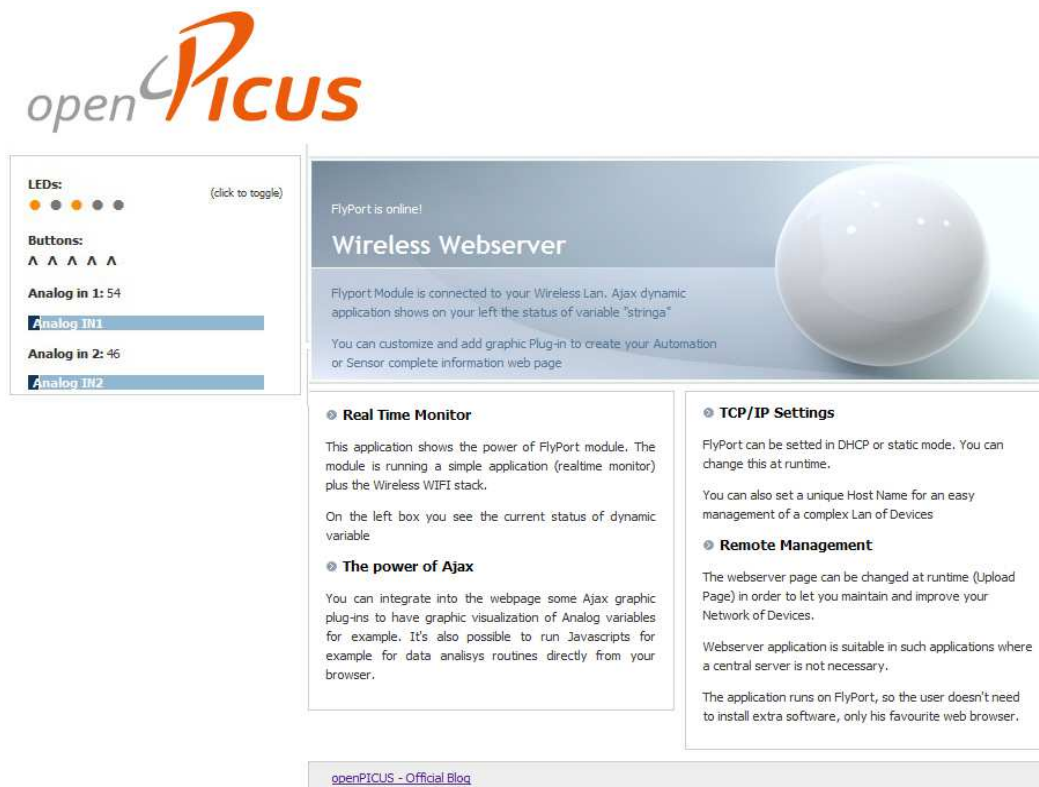 open PICUS
LEDs:
(click to toggle)
Buttons:
Λ Λ Λ Λ Λ
Analog in 1: 54
Analog IN1
Analog in 2: 46
Analog IN2
FlyPort is online!
Wireless Webserver
Flyport Module is connected to your Wireless Lan. Ajax dynamic
application shows on your left the status of variable "stringa"
You can customize and add graphic Plug-in to create your Automation
or Sensor complete information web page
Real Time Monitor
This application shows the power of FlyPort module. The
module is running a simple application (realtime monitor)
plus the Wireless WIFI stack.
On the left box you see the current status of dynamic
variable
The power of Ajax
You can integrate into the webpage some Ajax graphic
plug-ins to have graphic visualization of Analog variables
for example. It's also possible to run Javascripts for
example for data analisys routines directly from your
browser.
TCP/IP Settings
FlyPort can be setted in DHCP or static mode. You can
change this at runtime.
You can also set a unique Host Name for an easy
management of a complex Lan of Devices
Remote Management
The webserver page can be changed at runtime (Upload
Page) in order to let you maintain and improve your
Network of Devices.
Webserver application is suitable in such applications where
a central server is not necessary.
The application runs on FlyPort, so the user doesn't need
to install extra software, only his favourite web browser.
openPICUS - Official Blog